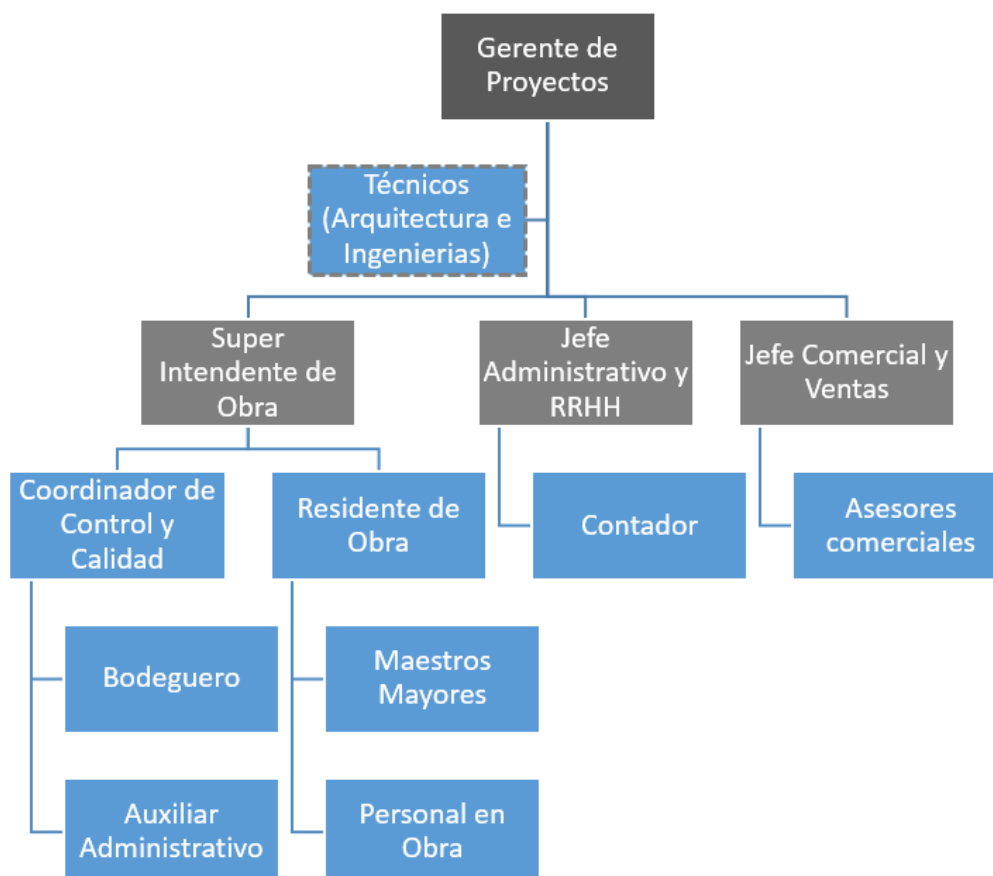 Gerente de
Proyectos
Técnicos
(Arquitectura e
Ingenierias)
Super
Intendente de
Obra
Jefe
Administrativo y
RRHH
Jefe Comercial y
Ventas
Coordinador de
Control y
Calidad
Residente de
Obra
Contador
Asesores
comerciales
Bodeguero
Maestros
Mayores
Auxiliar
Administrativo
Personal en
Obra